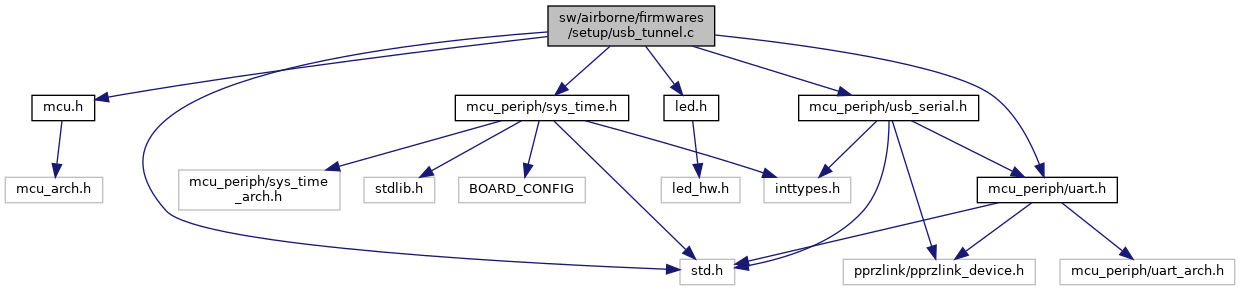 sw/airborne/firmwares
/setup/usb_tunnel.c
mcu.h
mcu_periph/sys_time.h
led.h
mcu_periph/usb_serial.h
mcu_arch.h
mcu_periph/sys_time
_arch.h
stdlib.h
BOARD_CONFIG
led_hw.h
inttypes.h
mcu_periph/uart.h
std.h
pprzlink/pprzlink_device.h
mcu_periph/uart_arch.h